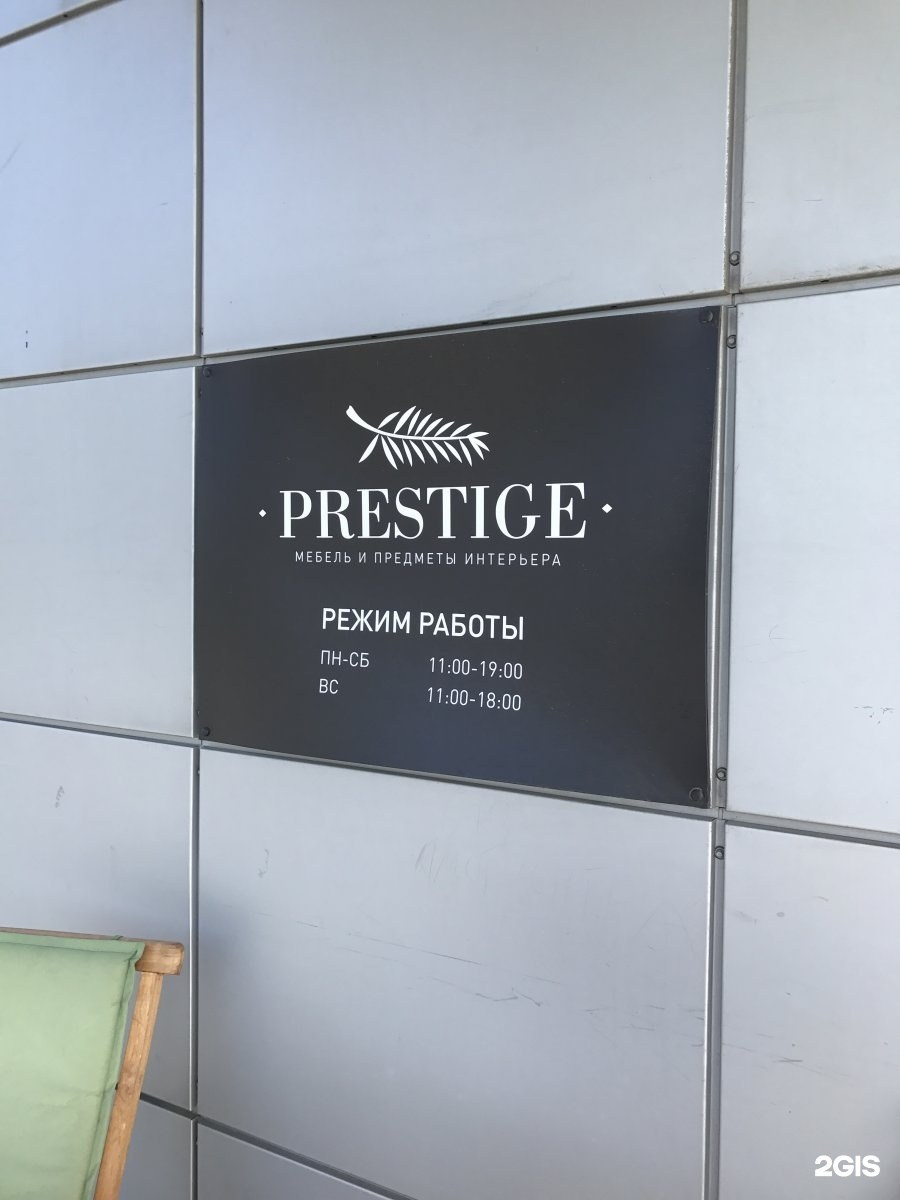 · PRESTIGE ·
МЕБЕЛЬ И ПРЕДМЕТЫ ИНТЕРЬЕРА
РЕЖИМ РАБОТЫ
ПН-СБ 11:00-19:00
ВС 11:00-18:00
2GIS